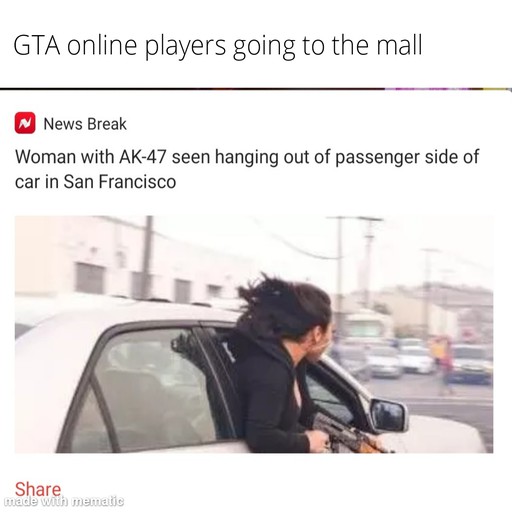 GTA online players going to the mall
News Break
Woman with AK-47 seen hanging out of passenger side of
car in San Francisco
Share
made with mematic